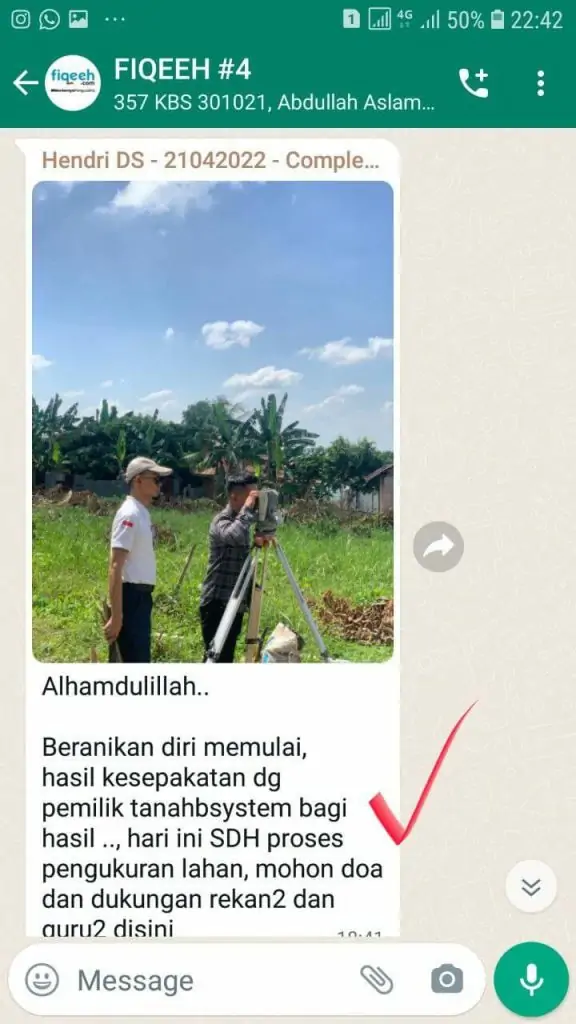 1 4G 50% 22:42
fiqeeh
.com
FIQEEH #4
357 KBS 301021, Abdullah Aslam...
Hendri DS - 21042022 - Comple...
Alhamdulillah..
Beranikan diri memulai,
hasil kesepakatan dg
pemilik tanahbsystem bagi
hasil .., hari ini SDH proses
pengukuran lahan, mohon doa
dan dukungan rekan2 dan
guru2 disini
Message